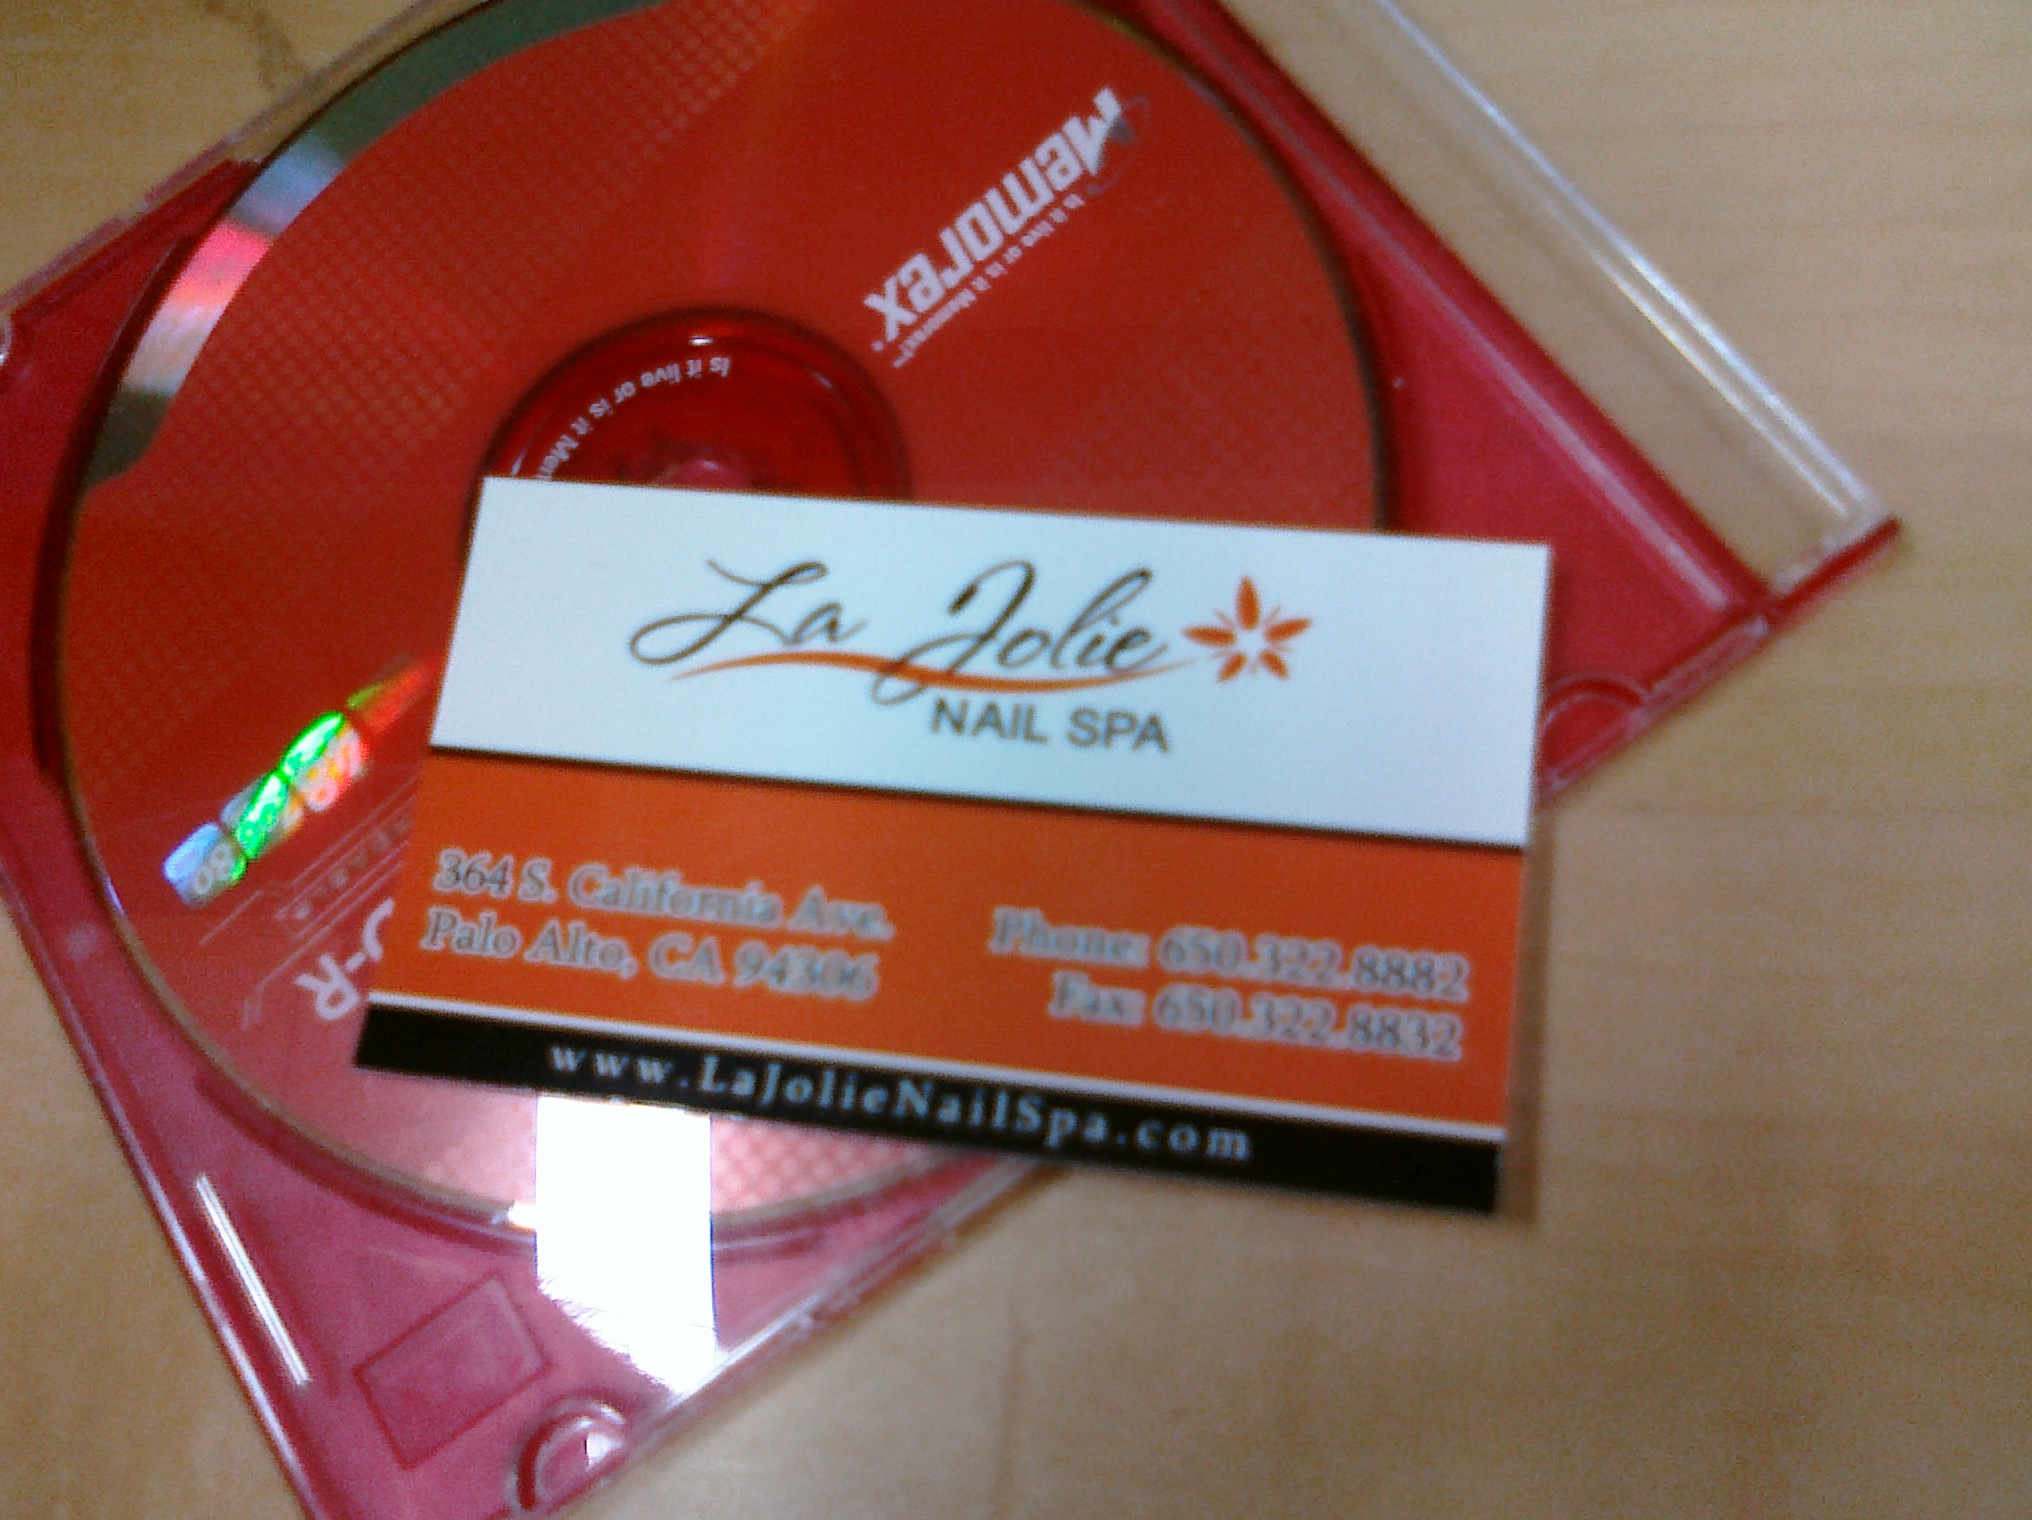 Memorex
Is it live or is it Memorex?
Is it live or is it Mem
80
-R
La Jolie
NAIL SPA
364 S. California Ave.
Palo Alto, CA 94306
Phone: 650.322.8882
Fax: 650.322.8832
www.LaJolieNailSpa.com